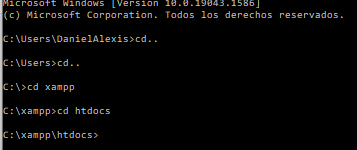 Microsoft Windows [Version 10.0.19043.1586]
(c) Microsoft Corporation. Todos los derechos reservados.
C:\Users\DanielAlexis>cd..
C:\Users>cd..
C:\>cd xampp
C:\xampp>cd htdocs
C:\xampp\htdocs>